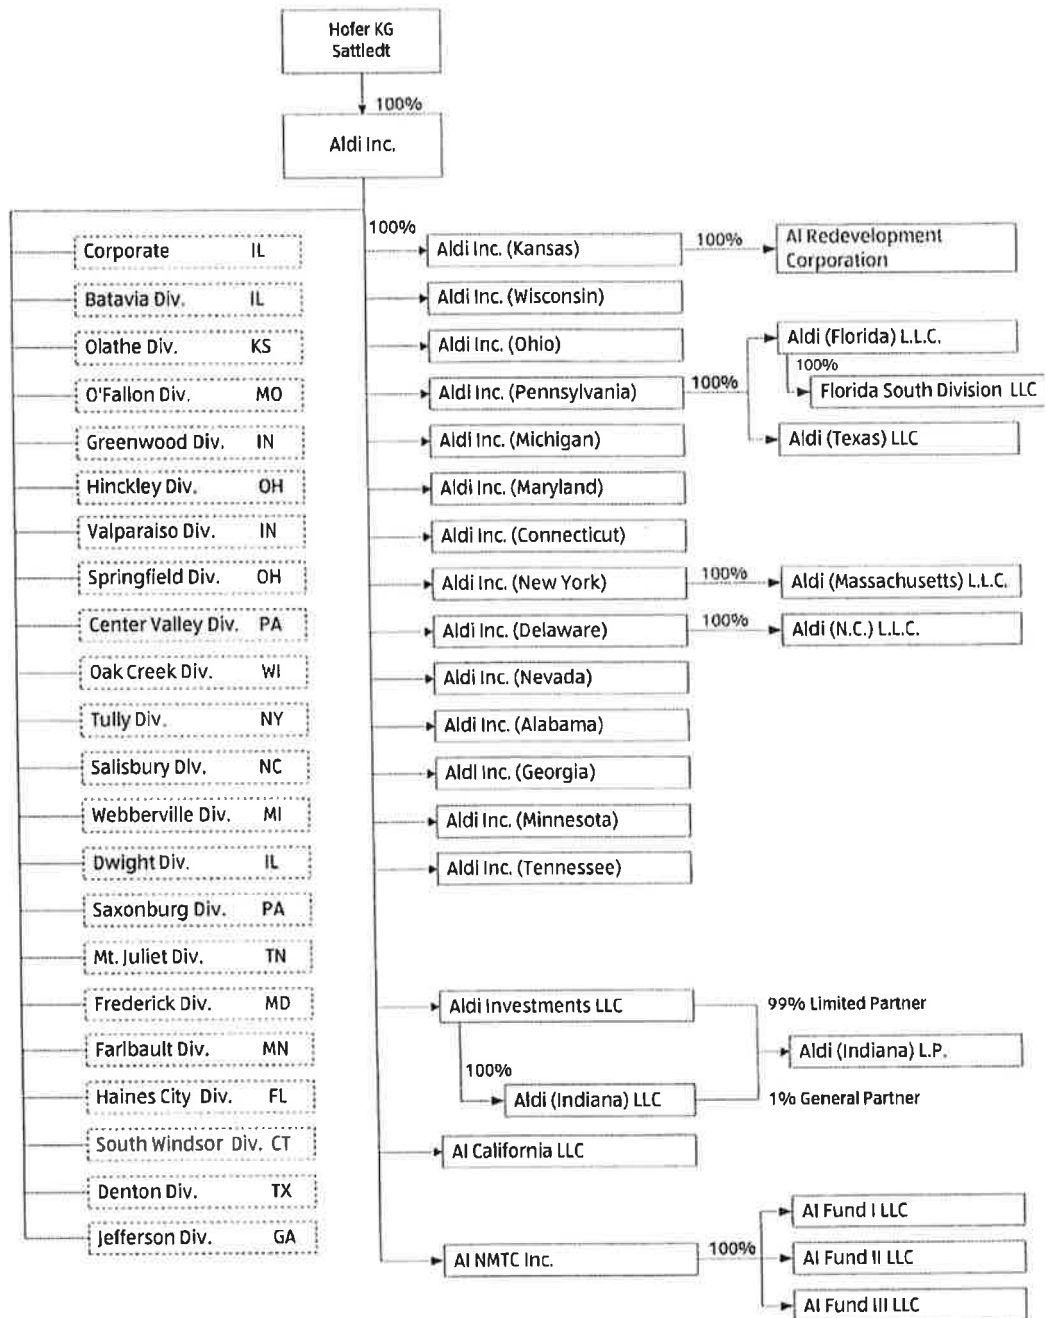 Hofer KG
Sattledt
100%
Aldi Inc.
Corporate IL
Batavia Div. IL
Olathe Div. KS
O'Fallon Div. MO
Greenwood Div. IN
Hinckley Div. OH
Valparaiso Div. IN
Springfield Div. OH
Center Valley Div. PA
Oak Creek Div. WI
Tully Div. NY
Salisbury Div. NC
Webberville Div. MI
Dwight Div. IL
Saxonburg Div. PA
Mt. Juliet Div. TN
Frederick Div. MD
Faribault Div. MN
Haines City Div. FL
South Windsor Div. CT
Denton Div. TX
Jefferson Div. GA
100%
Aldi Inc. (Kansas)
100%
AI Redevelopment
Corporation
Aldi Inc. (Wisconsin)
Aldi Inc. (Ohio)
Aldi Inc. (Pennsylvania)
100%
Aldi (Florida) L.L.C.
100%
Florida South Division LLC
Aldi (Texas) LLC
Aldi Inc. (Michigan)
Aldi Inc. (Maryland)
Aldi Inc. (Connecticut)
Aldi Inc. (New York)
100%
Aldi (Massachusetts) L.L.C.
Aldi Inc. (Delaware)
100%
Aldi (N.C.) L.L.C.
Aldi Inc. (Nevada)
Aldi Inc. (Alabama)
Aldi Inc. (Georgia)
Aldi Inc. (Minnesota)
Aldi Inc. (Tennessee)
Aldi Investments LLC
99% Limited Partner
Aldi (Indiana) L.P.
100%
Aldi (Indiana) LLC
1% General Partner
AI California LLC
AI NMTC Inc.
100%
AI Fund I LLC
AI Fund II LLC
AI Fund III LLC